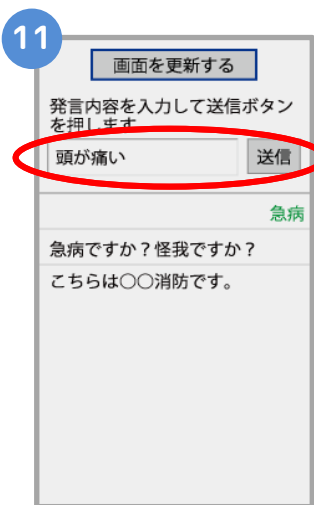 11
画面を更新する
発言内容を入力して送信ボタン
を押します
頭が痛い
送信
急病
急病ですか？怪我ですか？
こちらは〇〇消防です。